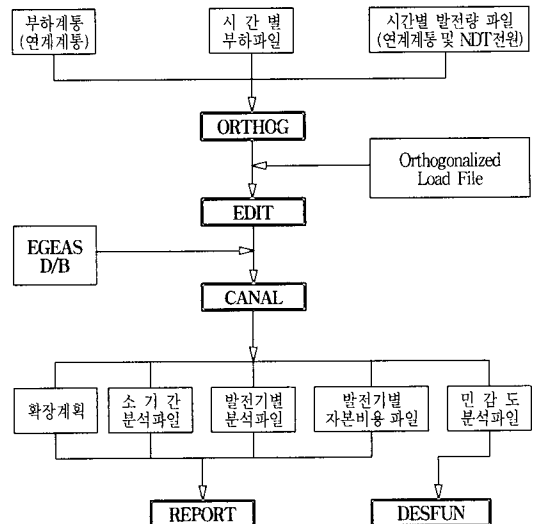 부하계통
(연계계통)
시 간 별
부하파일
시간별 발전량 파일
(연계계통 및 NDT전원)
ORTHOG
Orthogonalized
Load File
EDIT
EGEAS
D/B
CANAL
확장계획
소 기 간
분석파일
발전기별
분석파일
발전기별
자본비용 파일
민 감 도
분석파일
REPORT
DESFUN